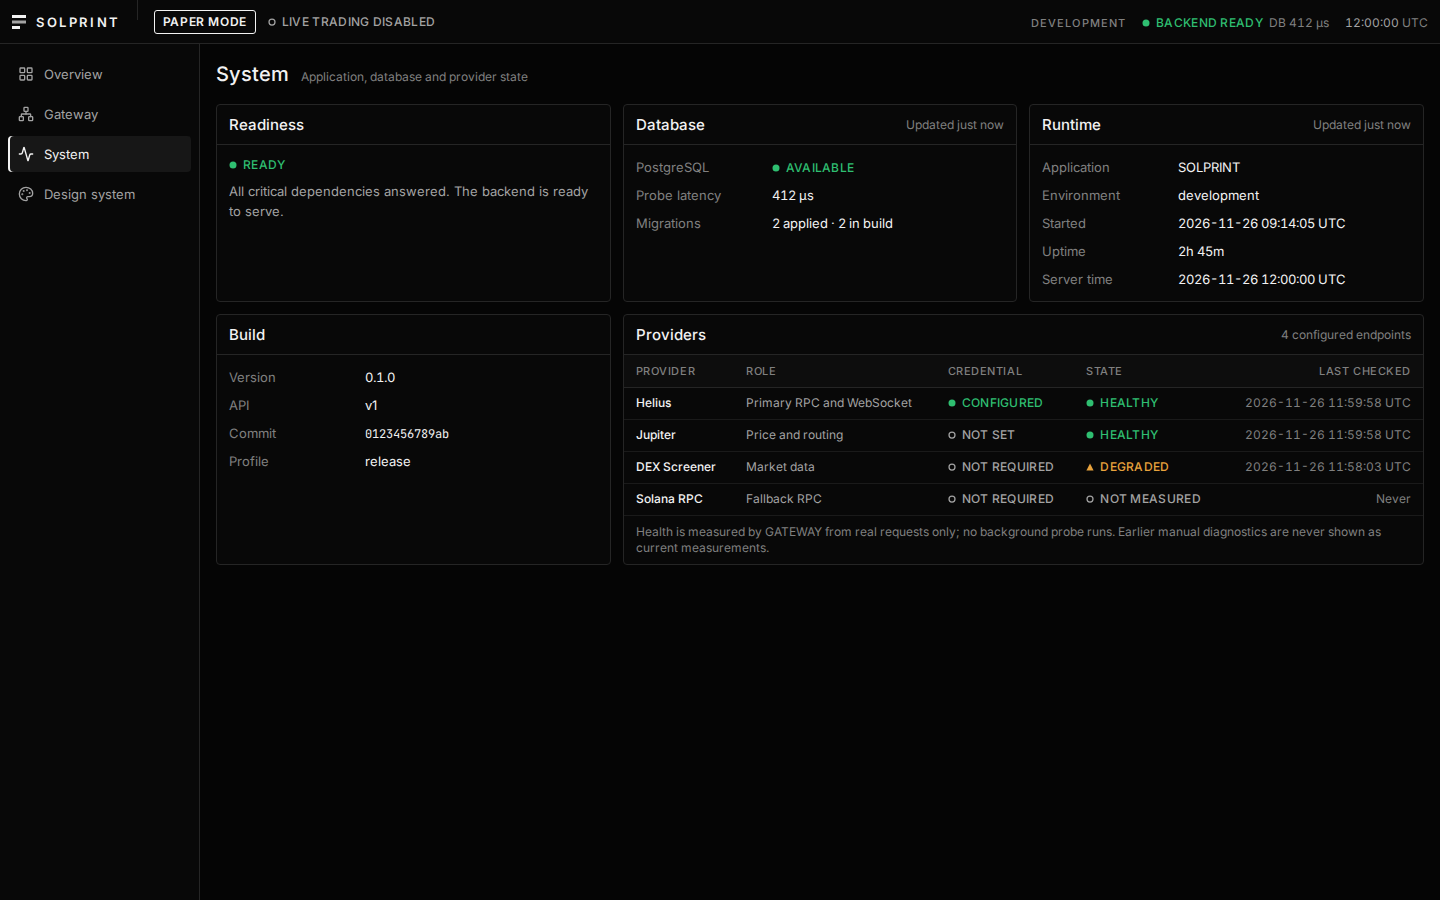 SOLPRINT
PAPER MODE
LIVE TRADING DISABLED
DEVELOPMENT
BACKEND READY DB 412 µs
12:00:00 UTC
Overview
Gateway
System
Design system
System Application, database and provider state
Readiness
READY
All critical dependencies answered. The backend is ready
to serve.
Database Updated just now
PostgreSQL AVAILABLE
Probe latency 412 µs
Migrations 2 applied · 2 in build
Runtime Updated just now
Application SOLPRINT
Environment development
Started 2026-11-26 09:14:05 UTC
Uptime 2h 45m
Server time 2026-11-26 12:00:00 UTC
Build
Version 0.1.0
API v1
Commit 0123456789ab
Profile release
Providers 4 configured endpoints
PROVIDER ROLE CREDENTIAL STATE LAST CHECKED
Helius Primary RPC and WebSocket CONFIGURED HEALTHY 2026-11-26 11:59:58 UTC
Jupiter Price and routing NOT SET HEALTHY 2026-11-26 11:59:58 UTC
DEX Screener Market data NOT REQUIRED DEGRADED 2026-11-26 11:58:03 UTC
Solana RPC Fallback RPC NOT REQUIRED NOT MEASURED Never
Health is measured by GATEWAY from real requests only; no background probe runs. Earlier manual diagnostics are never shown as
current measurements.